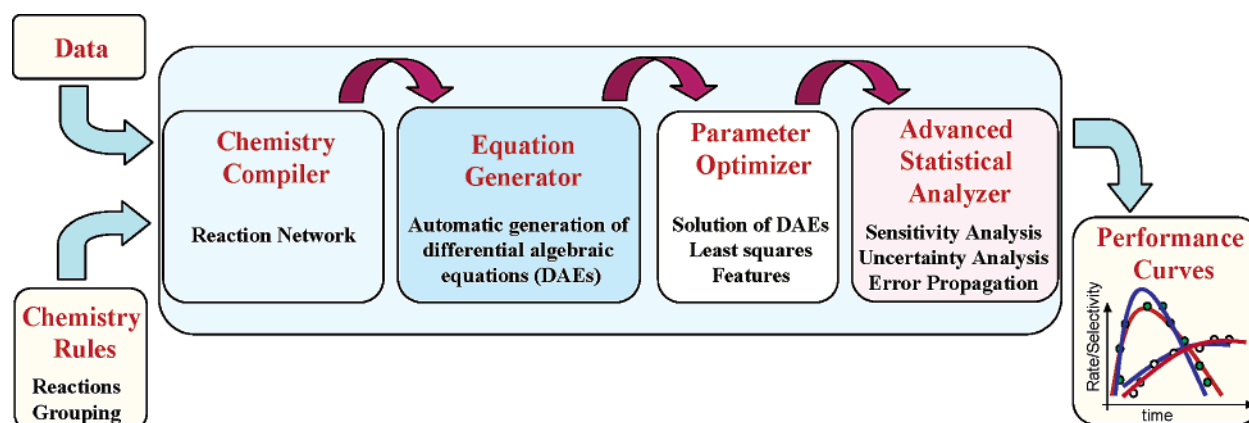 Data
Chemistry
Rules
Reactions
Grouping
Chemistry
Compiler
Reaction Network
Equation
Generator
Automatic generation of
differential algebraic
equations (DAEs)
Parameter
Optimizer
Solution of DAEs
Least squares
Features
Advanced
Statistical
Analyzer
Sensitivity Analysis
Uncertainty Analysis
Error Propagation
Performance
Curves
Rate/Selectivity
time